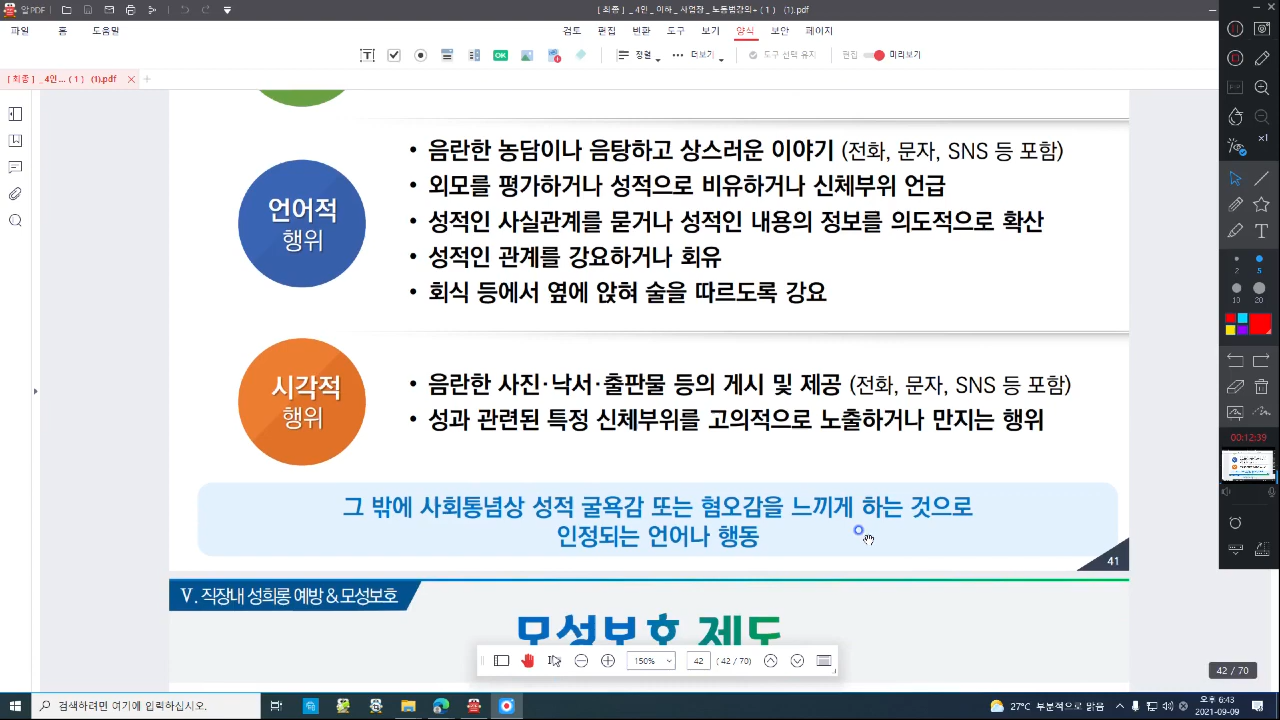 알PDF
[ 최종 ] _4인_ 이하_ 사업장 _ 노동법강의+ ( 1 ) _(1).pdf
파일 홈 도움말 검토 편집 변환 도구 보기 양식 보안 페이지
OK 정렬 더보기 도구 선택 유지 편집 미리보기
[ 최종 ] _4인... ( 1 ) _(1).pdf
언어적
행위
• 음란한 농담이나 음탕하고 상스러운 이야기 (전화, 문자, SNS 등 포함)
• 외모를 평가하거나 성적으로 비유하거나 신체부위 언급
• 성적인 사실관계를 묻거나 성적인 내용의 정보를 의도적으로 확산
• 성적인 관계를 강요하거나 회유
• 회식 등에서 옆에 앉혀 술을 따르도록 강요
시각적
행위
• 음란한 사진·낙서·출판물 등의 게시 및 제공 (전화, 문자, SNS 등 포함)
• 성과 관련된 특정 신체부위를 고의적으로 노출하거나 만지는 행위
그 밖에 사회통념상 성적 굴욕감 또는 혐오감을 느끼게 하는 것으로
인정되는 언어나 행동
41
Ⅴ. 직장내 성희롱 예방 & 모성보호
모성보호 제도
150% 42 ( 42 / 70 )
42 / 70
x1
2 5
10 20
00:12:39
검색하려면 여기에 입력하십시오.
27°C 부분적으로 맑음
오후 6:43
2021-09-09